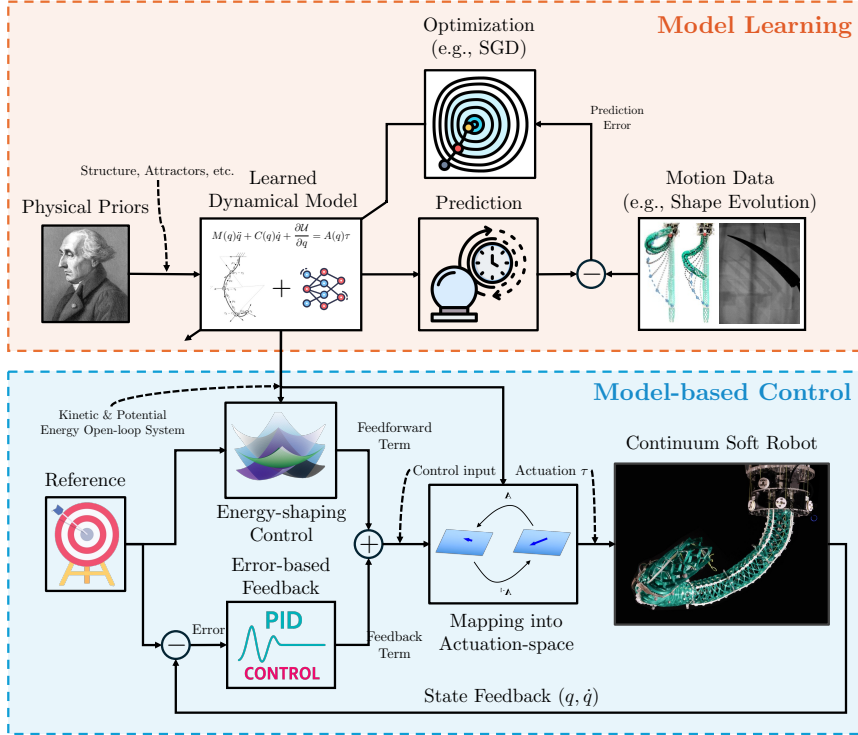 Model Learning
Optimization
(e.g., SGD)
Prediction
Error
Structure, Attractors, etc.
Learned
Dynamical Model
Motion Data
(e.g., Shape Evolution)
Physical Priors
Prediction
M(q)q̈ + C(q)q̇ + ∂𝒰/∂q = A(q)τ
+
−
Model-based Control
Kinetic & Potential
Energy Open-loop System
Feedforward
Term
Continuum Soft Robot
Reference
Control input
Actuation τ
Energy-shaping
Control
+
Error-based
Feedback
Mapping into
Actuation-space
Error
−
PID
CONTROL
Feedback
Term
State Feedback (q, q̇)